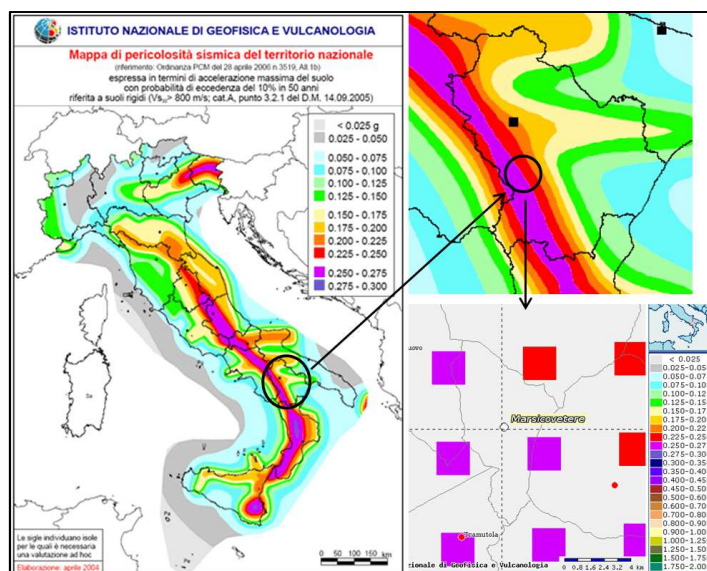 ISTITUTO NAZIONALE DI GEOFISICA E VULCANOLOGIA
Mappa di pericolosità sismica del territorio nazionale
(riferimento: Ordinanza PCM del 28 aprile 2006 n.3519, All.1b)
espressa in termini di accelerazione massima del suolo
con probabilità di eccedenza del 10% in 50 anni
riferita a suoli rigidi (Vs30> 800 m/s; cat.A, punto 3.2.1 del D.M. 14.09.2005)
< 0.025 g
0.025 - 0.050
0.050 - 0.075
0.075 - 0.100
0.100 - 0.125
0.125 - 0.150
0.150 - 0.175
0.175 - 0.200
0.200 - 0.225
0.225 - 0.250
0.250 - 0.275
0.275 - 0.300
Le sigle individuano isole
per le quali è necessaria
una valutazione ad hoc
Elaborazione: aprile 2004
0 50 100 150 km
Marsicovetere
Tramutola
0 0.8 1.6 2.4 3.2 4 km
zionale di Geofisica e Vulcanologia
< 0.025
0.025-0.05
0.050-0.07
0.075-0.10
0.100-0.12
0.125-0.15
0.150-0.17
0.175-0.20
0.200-0.22
0.225-0.25
0.250-0.27
0.275-0.30
0.300-0.35
0.350-0.40
0.400-0.45
0.450-0.50
0.500-0.60
0.600-0.70
0.700-0.80
0.800-0.90
0.900-1.00
1.000-1.25
1.250-1.50
1.500-1.75
1.750-2.00